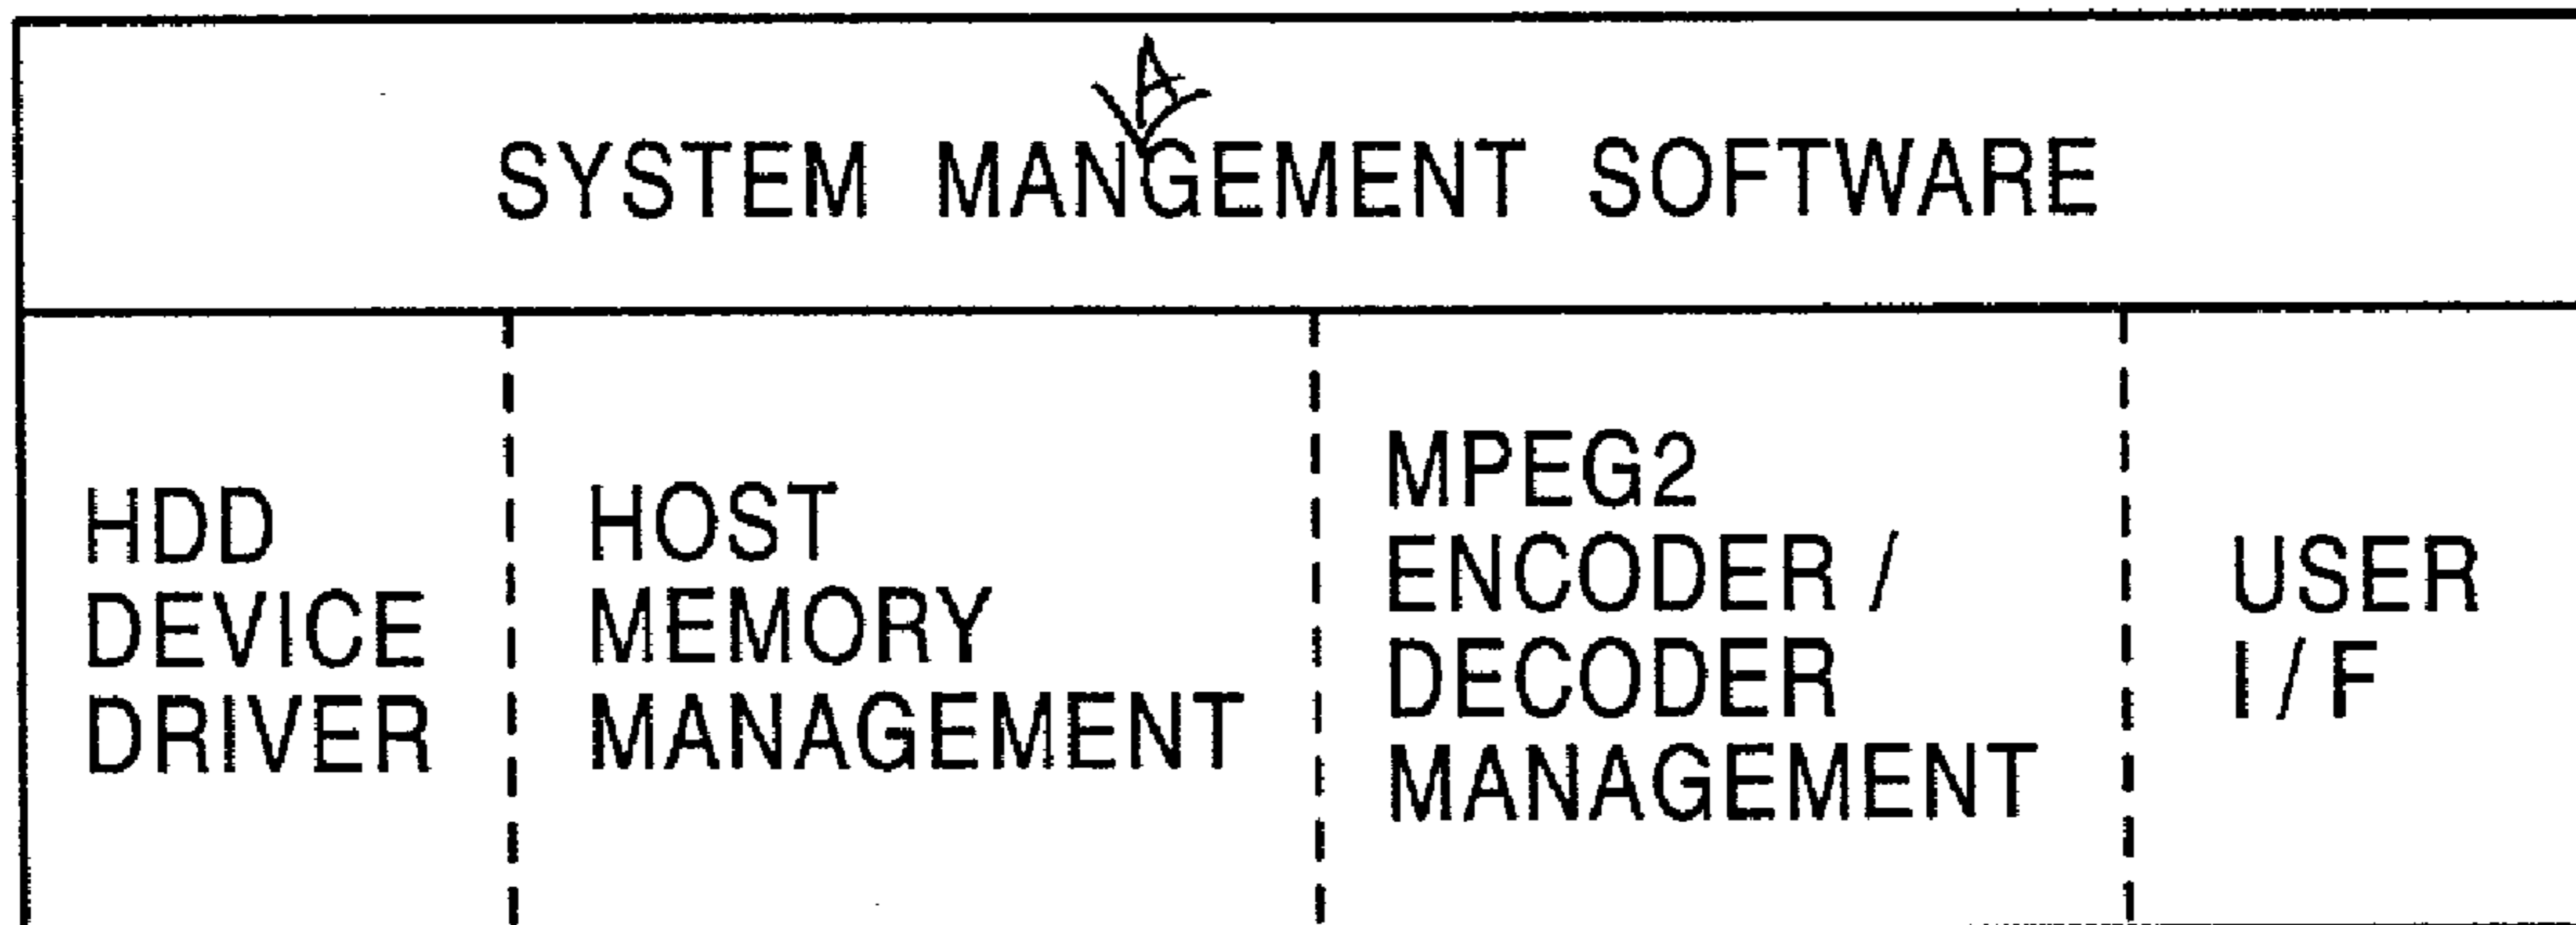 A
SYSTEM MANGEMENT SOFTWARE
HDD
DEVICE
DRIVER
HOST
MEMORY
MANAGEMENT
MPEG2
ENCODER /
DECODER
MANAGEMENT
USER
I / F